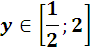 y ∈ [1/2 ; 2]